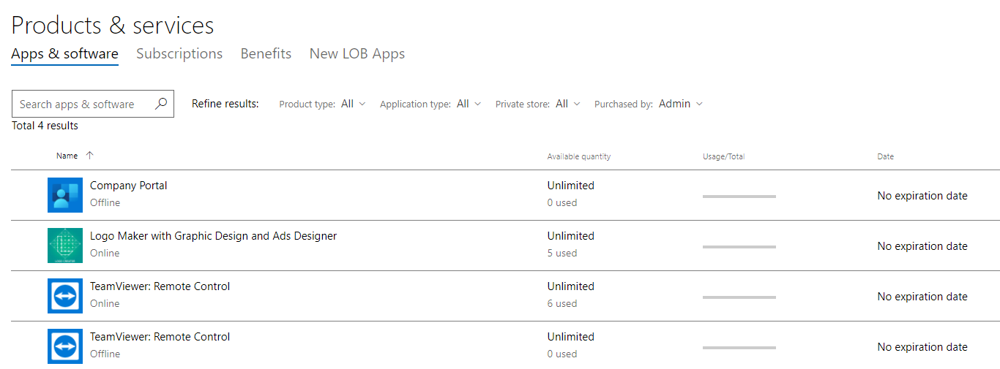 Products & services
Apps & software Subscriptions Benefits New LOB Apps
Search apps & software Refine results: Product type: All Application type: All Private store: All Purchased by: Admin
Total 4 results
Name Available quantity Usage/Total Date
Company Portal Unlimited
Offline 0 used No expiration date
Logo Maker with Graphic Design and Ads Designer Unlimited
Online 5 used No expiration date
TeamViewer: Remote Control Unlimited
Online 6 used No expiration date
TeamViewer: Remote Control Unlimited
Offline 0 used No expiration date